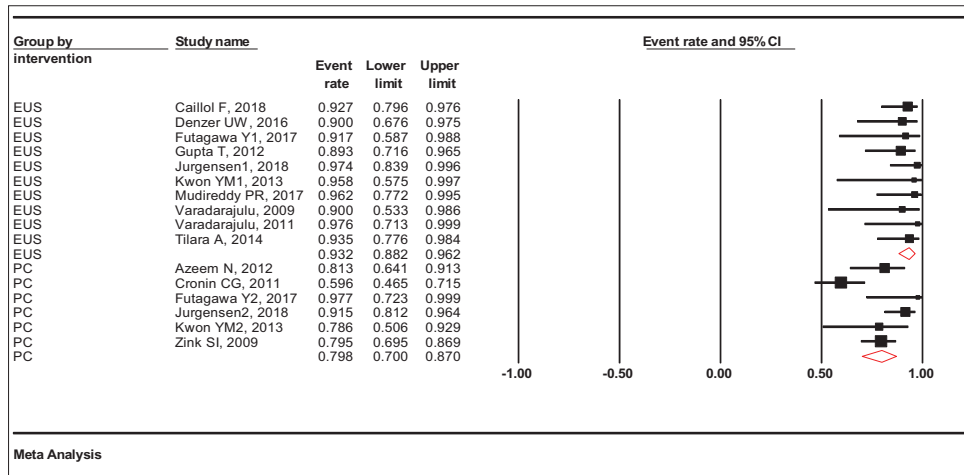 Group by Study name Event rate and 95% CI
intervention
Event Lower Upper
rate limit limit
EUS Caillol F, 2018 0.927 0.796 0.976
EUS Denzer UW, 2016 0.900 0.676 0.975
EUS Futagawa Y1, 2017 0.917 0.587 0.988
EUS Gupta T, 2012 0.893 0.716 0.965
EUS Jurgensen1, 2018 0.974 0.839 0.996
EUS Kwon YM1, 2013 0.958 0.575 0.997
EUS Mudireddy PR, 2017 0.962 0.772 0.995
EUS Varadarajulu, 2009 0.900 0.533 0.986
EUS Varadarajulu, 2011 0.976 0.713 0.999
EUS Tilara A, 2014 0.935 0.776 0.984
EUS 0.932 0.882 0.962
PC Azeem N, 2012 0.813 0.641 0.913
PC Cronin CG, 2011 0.596 0.465 0.715
PC Futagawa Y2, 2017 0.977 0.723 0.999
PC Jurgensen2, 2018 0.915 0.812 0.964
PC Kwon YM2, 2013 0.786 0.506 0.929
PC Zink SI, 2009 0.795 0.695 0.869
PC 0.798 0.700 0.870
-1.00 -0.50 0.00 0.50 1.00
Meta Analysis